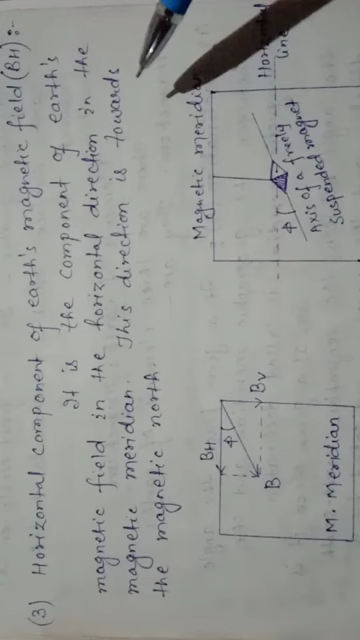 (3) Horizontal component of earth's magnetic field (BH) :-
It is the component of earth's
magnetic field in the horizontal direction in the
magnetic meridian. This direction is towards
the magnetic north.
BH
Φ
BV
B
M. Meridian
Magnetic meridian
Horizontal
line
Φ
Axis of a freely
suspended magnet